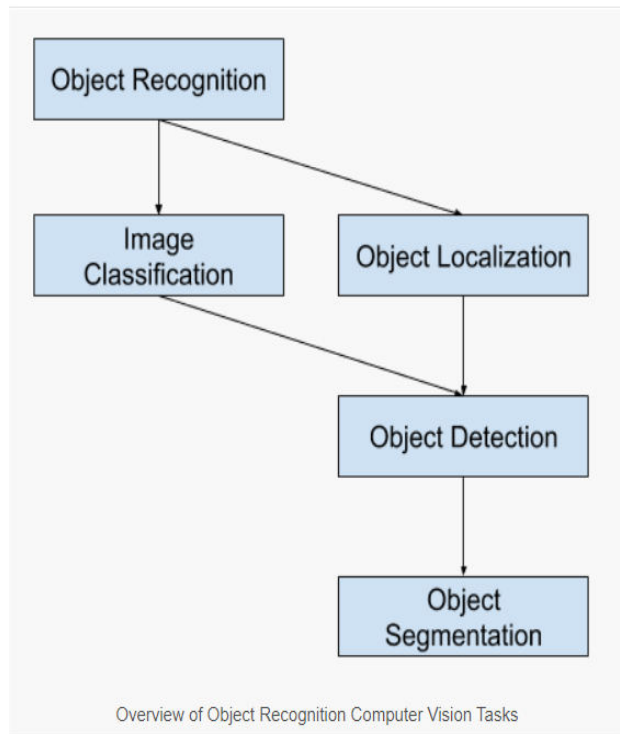 Object Recognition
Image
Classification
Object Localization
Object Detection
Object
Segmentation
Overview of Object Recognition Computer Vision Tasks